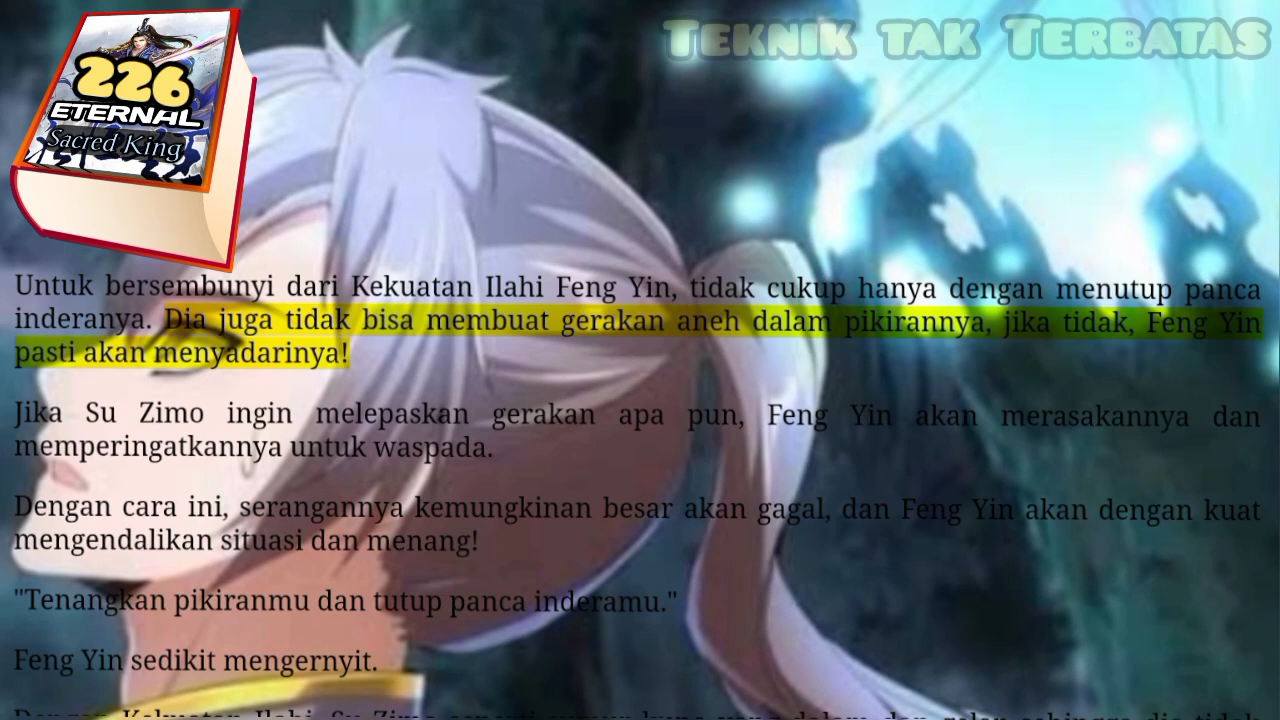 Teknik tak Terbatas
226
ETERNAL
Sacred King
Untuk bersembunyi dari Kekuatan Ilahi Feng Yin, tidak cukup hanya dengan menutup panca
inderanya. Dia juga tidak bisa membuat gerakan aneh dalam pikirannya, jika tidak, Feng Yin
pasti akan menyadarinya!
Jika Su Zimo ingin melepaskan gerakan apa pun, Feng Yin akan merasakannya dan
memperingatkannya untuk waspada.
Dengan cara ini, serangannya kemungkinan besar akan gagal, dan Feng Yin akan dengan kuat
mengendalikan situasi dan menang!
"Tenangkan pikiranmu dan tutup panca inderamu."
Feng Yin sedikit mengernyit.